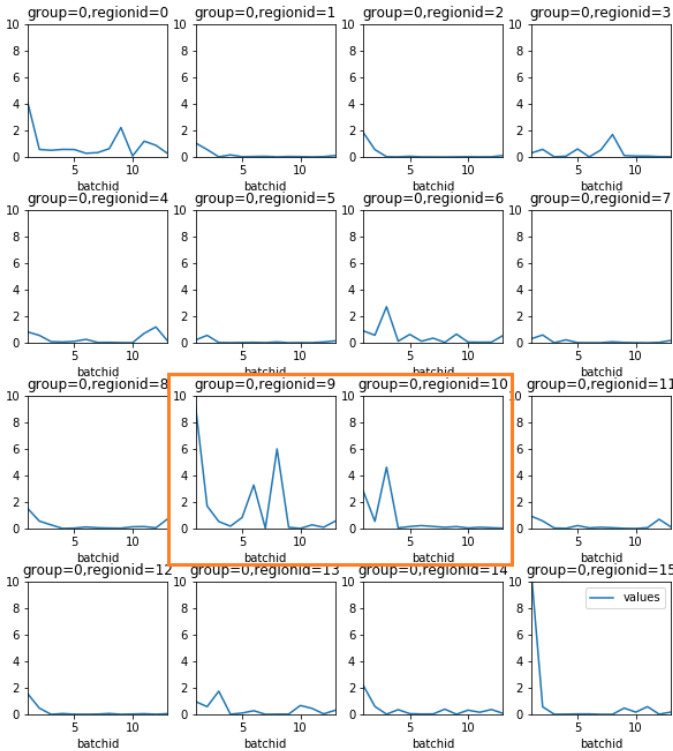 group=0,regionid=0 group=0,regionid=1 group=0,regionid=2 group=0,regionid=3
10 10 10 10
8 8 8 8
6 6 6 6
4 4 4 4
2 2 2 2
0 0 0 0
5 10 5 10 5 10 5 10
batchid batchid batchid batchid
group=0,regionid=4 group=0,regionid=5 group=0,regionid=6 group=0,regionid=7
10 10 10 10
8 8 8 8
6 6 6 6
4 4 4 4
2 2 2 2
0 0 0 0
5 10 5 10 5 10 5 10
batchid batchid batchid batchid
group=0,regionid=8 group=0,regionid=9 group=0,regionid=10 group=0,regionid=11
10 10 10 10
8 8 8 8
6 6 6 6
4 4 4 4
2 2 2 2
0 0 0 0
5 10 5 10 5 10 5 10
batchid batchid batchid batchid
group=0,regionid=12 group=0,regionid=13 group=0,regionid=14 group=0,regionid=15
10 10 10 10
values
8 8 8 8
6 6 6 6
4 4 4 4
2 2 2 2
0 0 0 0
5 10 5 10 5 10 5 10
batchid batchid batchid batchid